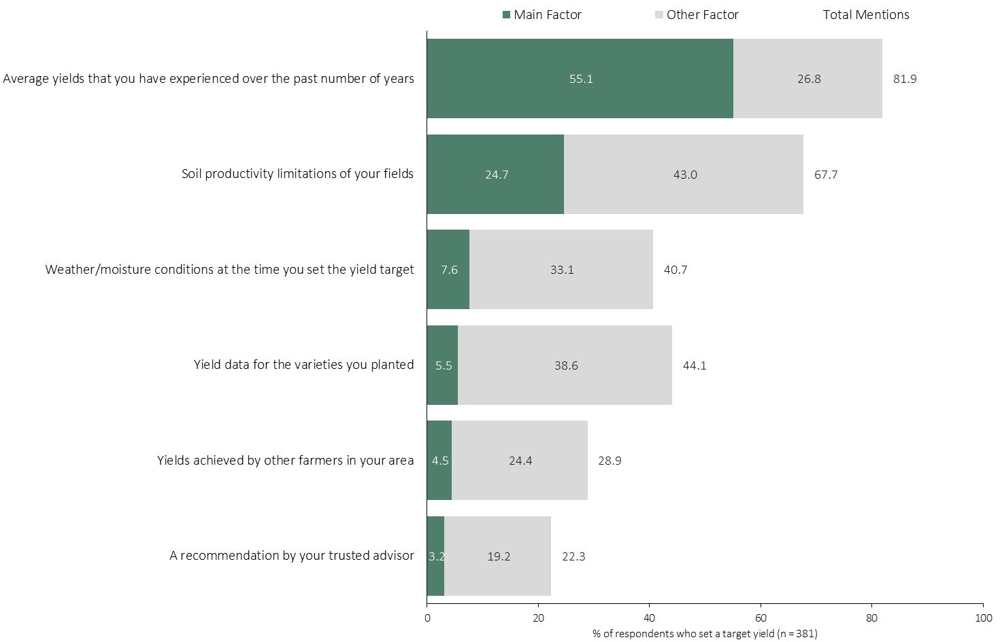 Main Factor Other Factor Total Mentions
Average yields that you have experienced over the past number of years 55.1 26.8 81.9
Soil productivity limitations of your fields 24.7 43.0 67.7
Weather/moisture conditions at the time you set the yield target 7.6 33.1 40.7
Yield data for the varieties you planted 5.5 38.6 44.1
Yields achieved by other farmers in your area 4.5 24.4 28.9
A recommendation by your trusted advisor 3.2 19.2 22.3
0 20 40 60 80 100
% of respondents who set a target yield (n = 381)